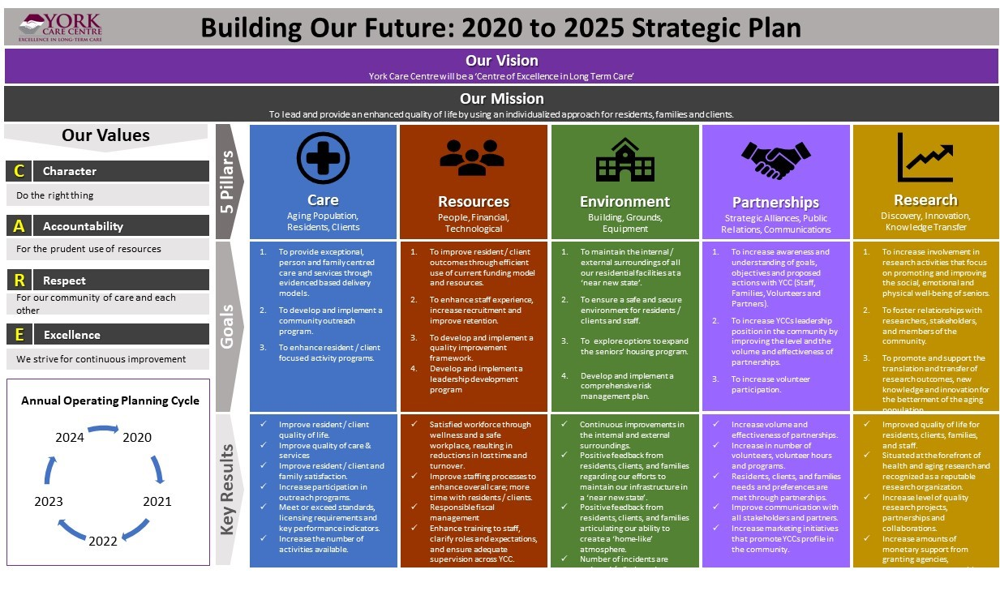 YORK
CARE CENTRE
EXCELLENCE IN LONG-TERM CARE
Building Our Future: 2020 to 2025 Strategic Plan
Our Vision
York Care Centre will be a ‘Centre of Excellence in Long Term Care’
Our Mission
To lead and provide an enhanced quality of life by using an individualized approach for residents, families and clients.
Our Values
C Character
Do the right thing
A Accountability
For the prudent use of resources
R Respect
For our community of care and each
other
E Excellence
We strive for continuous improvement
Annual Operating Planning Cycle
2024
2020
2023
2021
2022
5 Pillars
Care
Aging Population,
Residents, Clients
Resources
People, Financial,
Technological
Environment
Building, Grounds,
Equipment
Partnerships
Strategic Alliances, Public
Relations, Communications
Research
Discovery, Innovation,
Knowledge Transfer
Goals
1. To provide exceptional,
person and family centred
care and services through
evidenced based delivery
models.
2. To develop and implement a
community outreach
program.
3. To enhance resident / client
focused activity programs.
1. To improve resident / client
outcomes through efficient
use of current funding model
and resources.
2. To enhance staff experience,
increase recruitment and
improve retention.
3. To develop and implement a
quality improvement
framework.
4. Develop and implement a
leadership development
program
1. To maintain the internal /
external surroundings of all
our residential facilities at a
‘near new state’.
2. To ensure a safe and secure
environment for residents /
clients and staff.
3. To explore options to expand
the seniors’ housing program.
4. Develop and implement a
comprehensive risk
management plan.
1. To increase awareness and
understanding of goals,
objectives and proposed
actions with YCC (Staff,
Families, Volunteers and
Partners).
2. To increase YCCs leadership
position in the community by
improving the level and the
volume and effectiveness of
partnerships.
3. To increase volunteer
participation.
1. To increase involvement in
research activities that focus
on promoting and improving
the social, emotional and
physical well-being of seniors.
2. To foster relationships with
researchers, stakeholders,
and members of the
community.
3. To promote and support the
translation and transfer of
research outcomes, new
knowledge and innovation for
the betterment of the aging
population.
Key Results
✓ Improve resident / client
quality of life.
✓ Improve quality of care &
services
✓ Improve resident / client and
family satisfaction.
✓ Increase participation in
outreach programs.
✓ Meet or exceed standards,
licensing requirements and
key performance indicators.
✓ Increase the number of
activities available.
✓ Satisfied workforce through
wellness and a safe
workplace, resulting in
reductions in lost time and
turnover.
✓ Improve staffing processes to
enhance overall care; more
time with residents / clients.
✓ Responsible fiscal
management
✓ Enhance training to staff,
clarify roles and expectations,
and ensure adequate
supervision across YCC.
✓ Continuous improvements in
the internal and external
surroundings.
✓ Positive feedback from
residents, clients, and families
regarding our efforts to
maintain our infrastructure in
a ‘near new state’.
✓ Positive feedback from
residents, clients, and families
articulating our ability to
create a ‘home-like’
atmosphere.
✓ Number of incidents are
✓ Increase volume and
effectiveness of partnerships.
✓ Increase in number of
volunteers, volunteer hours
and programs.
✓ Residents, clients, and families
needs and preferences are
met through partnerships.
✓ Improve communication with
all stakeholders and partners.
✓ Increase marketing initiatives
that promote YCCs profile in
the community.
✓ Improved quality of life for
residents, clients, families,
and staff.
✓ Situated at the forefront of
health and aging research and
recognized as a reputable
research organization.
✓ Increase level of quality
research projects,
partnerships and
collaborations.
✓ Increase amounts of
monetary support from
granting agencies,